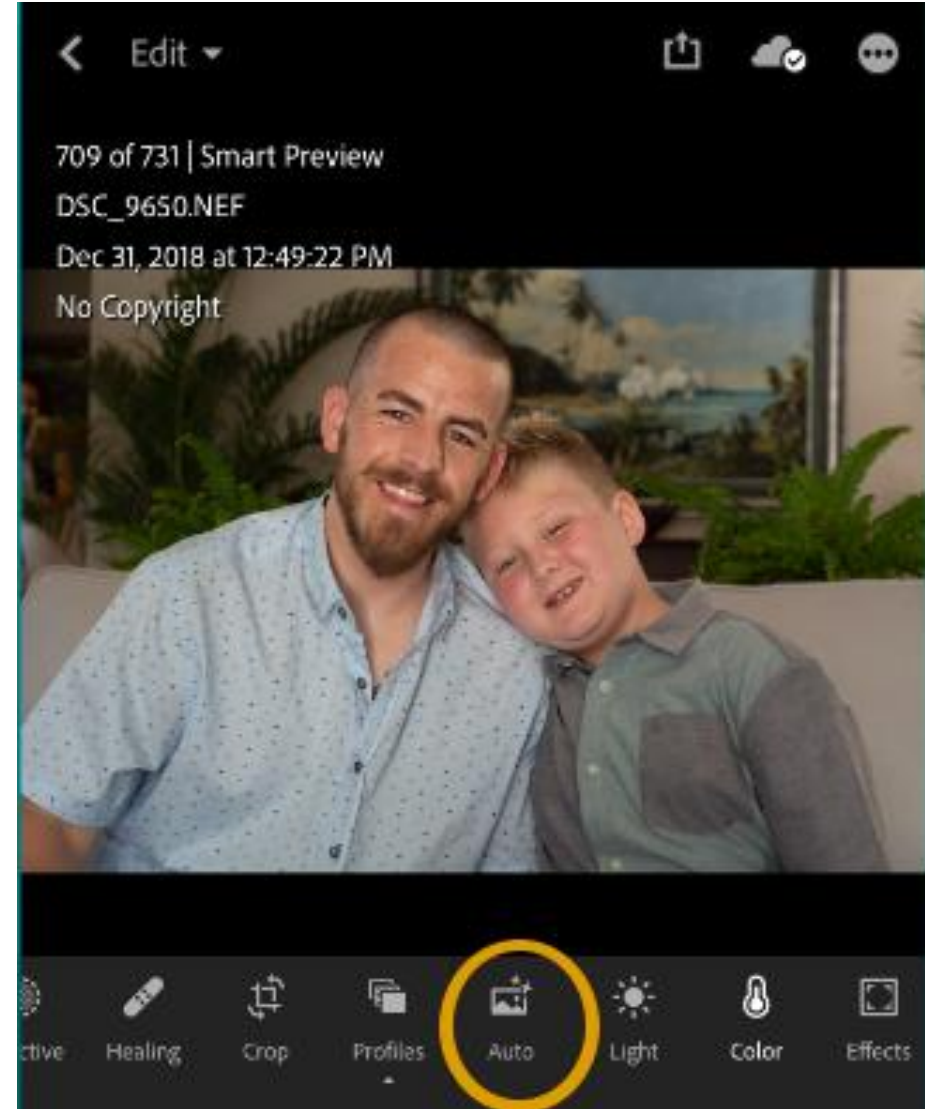 Edit
709 of 731 | Smart Preview
DSC_9650.NEF
Dec 31, 2018 at 12:49:22 PM
No Copyright
ctive Healing Crop Profiles Auto Light Color Effects